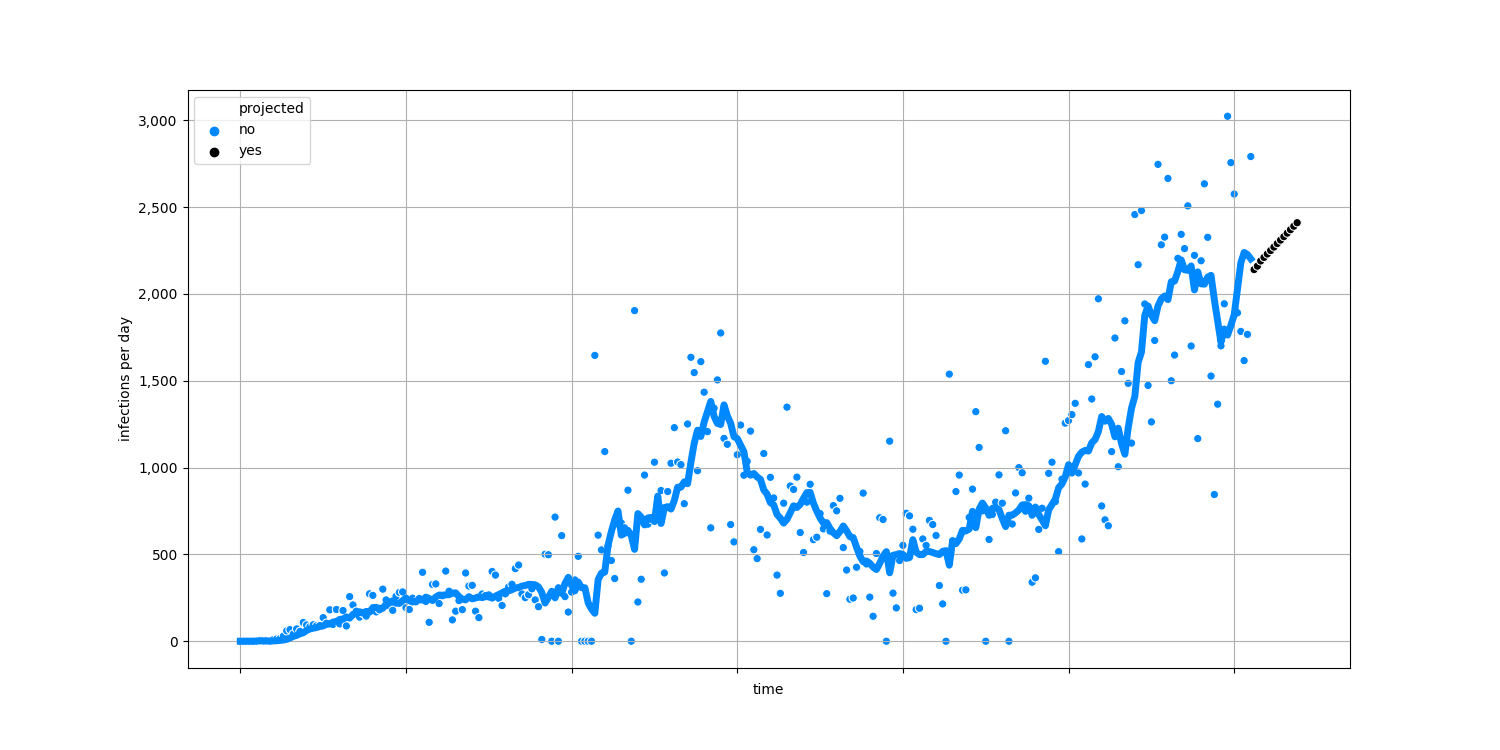 projected
no
yes
3,000
2,500
2,000
1,500
1,000
500
0
infections per day
time